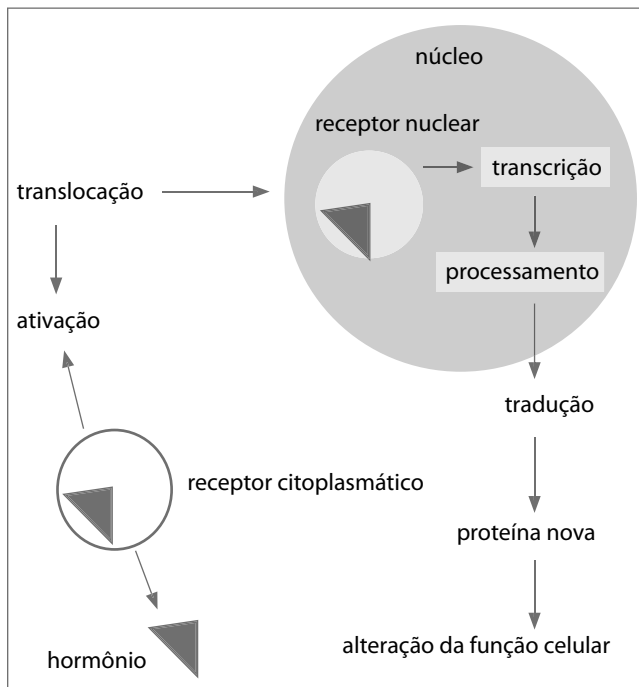 núcleo
receptor nuclear
transcrição
translocação
processamento
ativação
tradução
receptor citoplasmático
proteína nova
hormônio
alteração da função celular